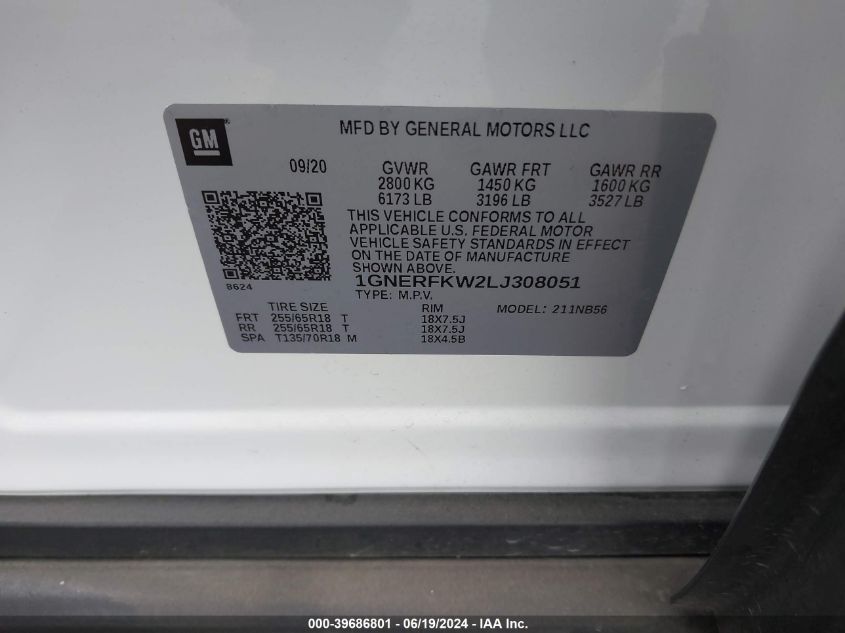 GM
MFD BY GENERAL MOTORS LLC
09/20 GVWR GAWR FRT GAWR RR
2800 KG 1450 KG 1600 KG
6173 LB 3196 LB 3527 LB
THIS VEHICLE CONFORMS TO ALL
APPLICABLE U.S. FEDERAL MOTOR
VEHICLE SAFETY STANDARDS IN EFFECT
ON THE DATE OF MANUFACTURE
SHOWN ABOVE.
8624
1GNERFKW2LJ308051
TYPE: M.P.V.
TIRE SIZE RIM MODEL: 211NB56
FRT 255/65R18 T 18X7.5J
RR 255/65R18 T 18X7.5J
SPA T135/70R18 M 18X4.5B
000-39686801 - 06/19/2024 - IAA Inc.